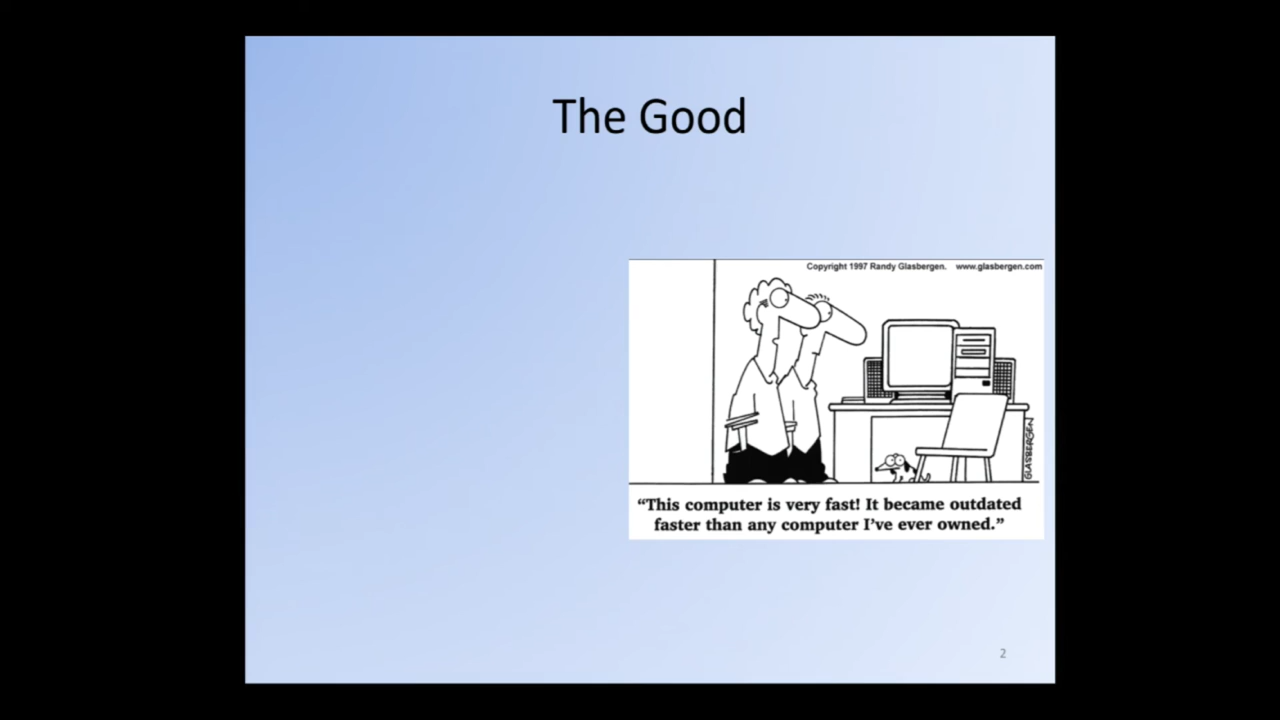 The Good
Copyright 1997 Randy Glasbergen. www.glasbergen.com
GLASBERGEN
“This computer is very fast! It became outdated
faster than any computer I’ve ever owned.”
2